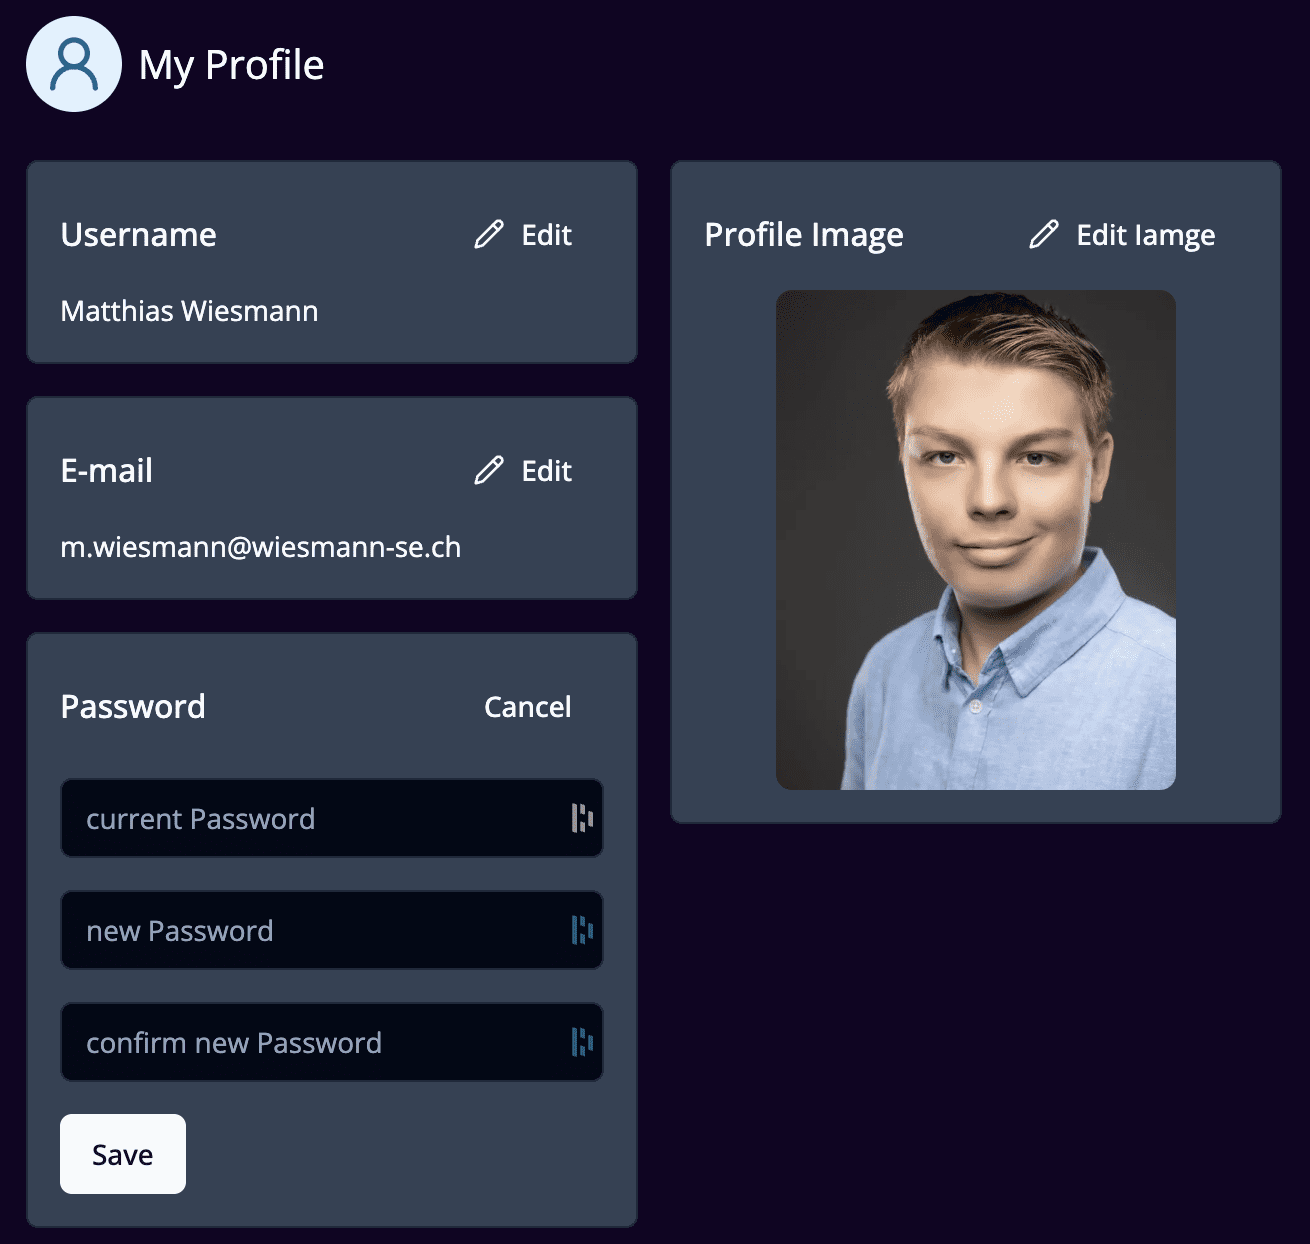 My Profile
Username
Edit
Matthias Wiesmann
E-mail
Edit
m.wiesmann@wiesmann-se.ch
Password
Cancel
current Password
new Password
confirm new Password
Save
Profile Image
Edit Iamge